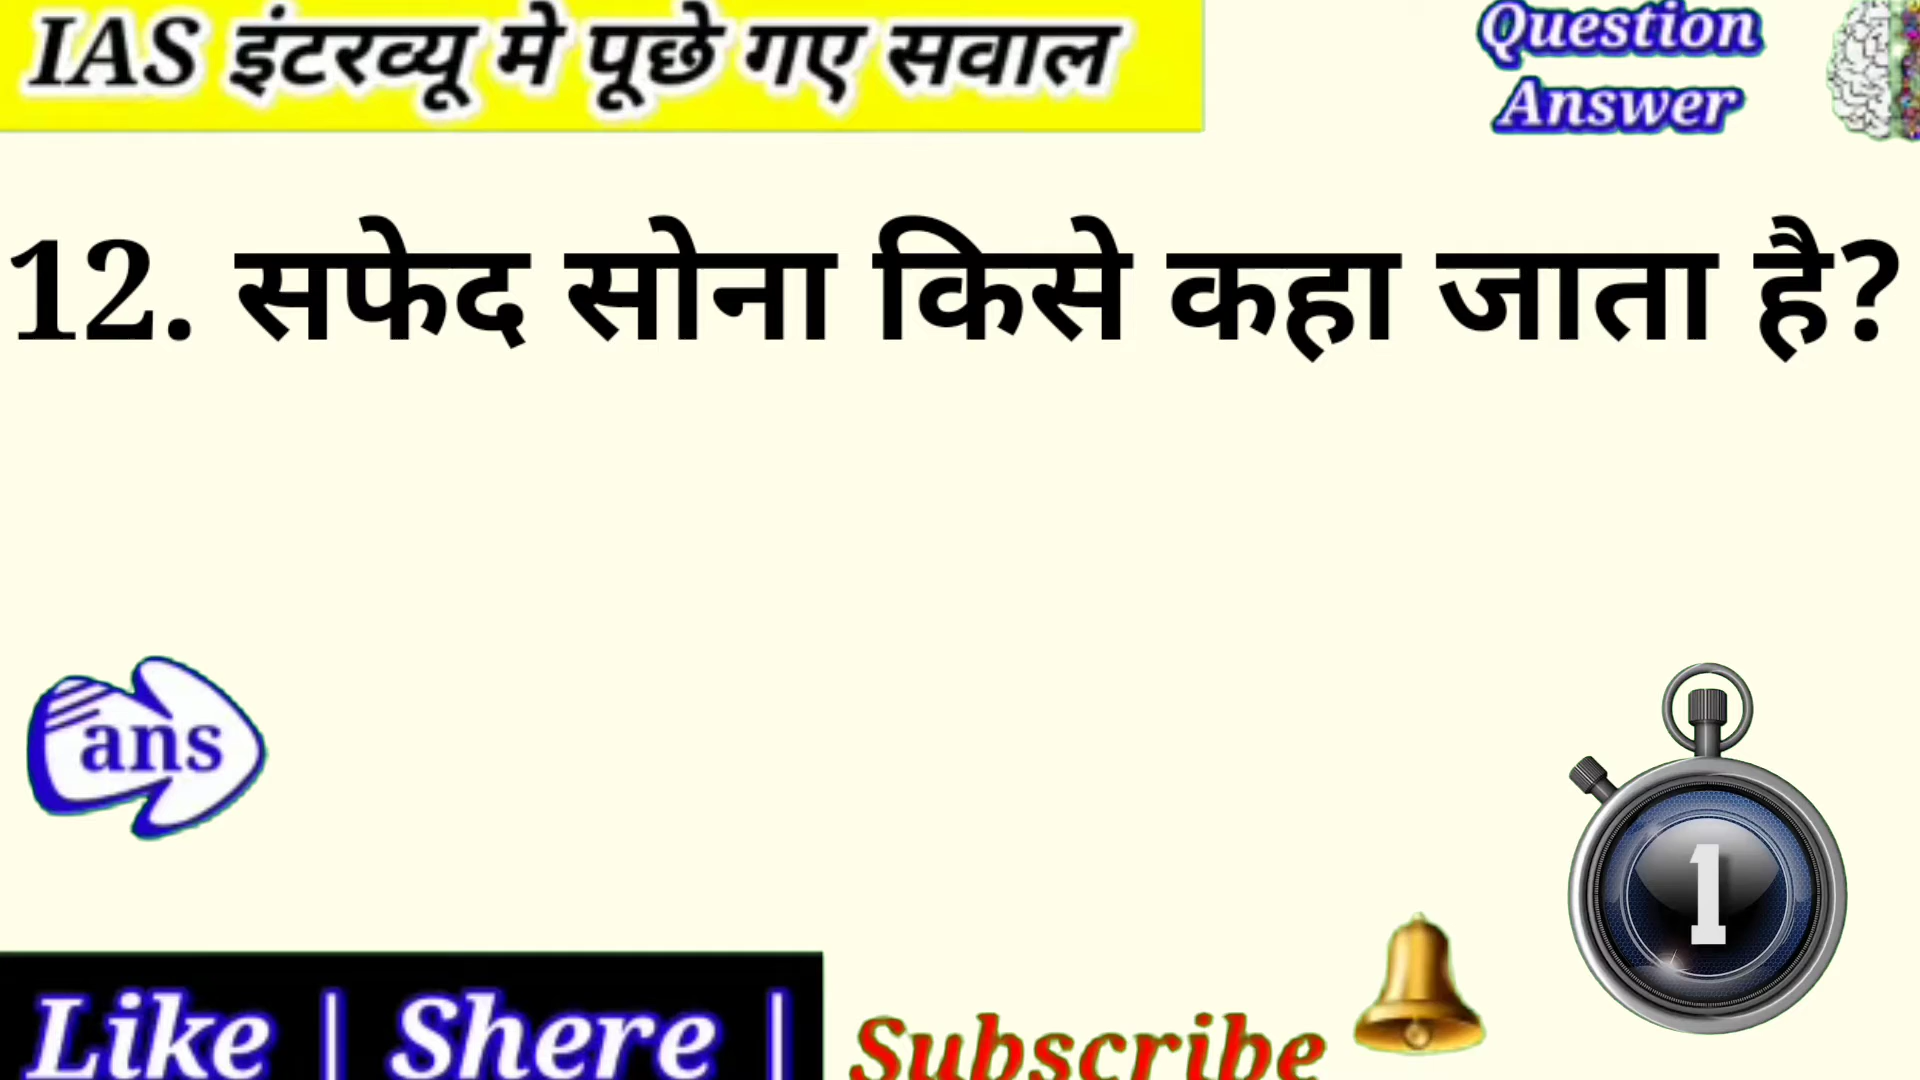 IAS इंटरव्यू मे पूछे गए सवाल
Question
Answer
12. सफेद सोना किसे कहा जाता है?
ans
1
Like | Shere |
Subscribe